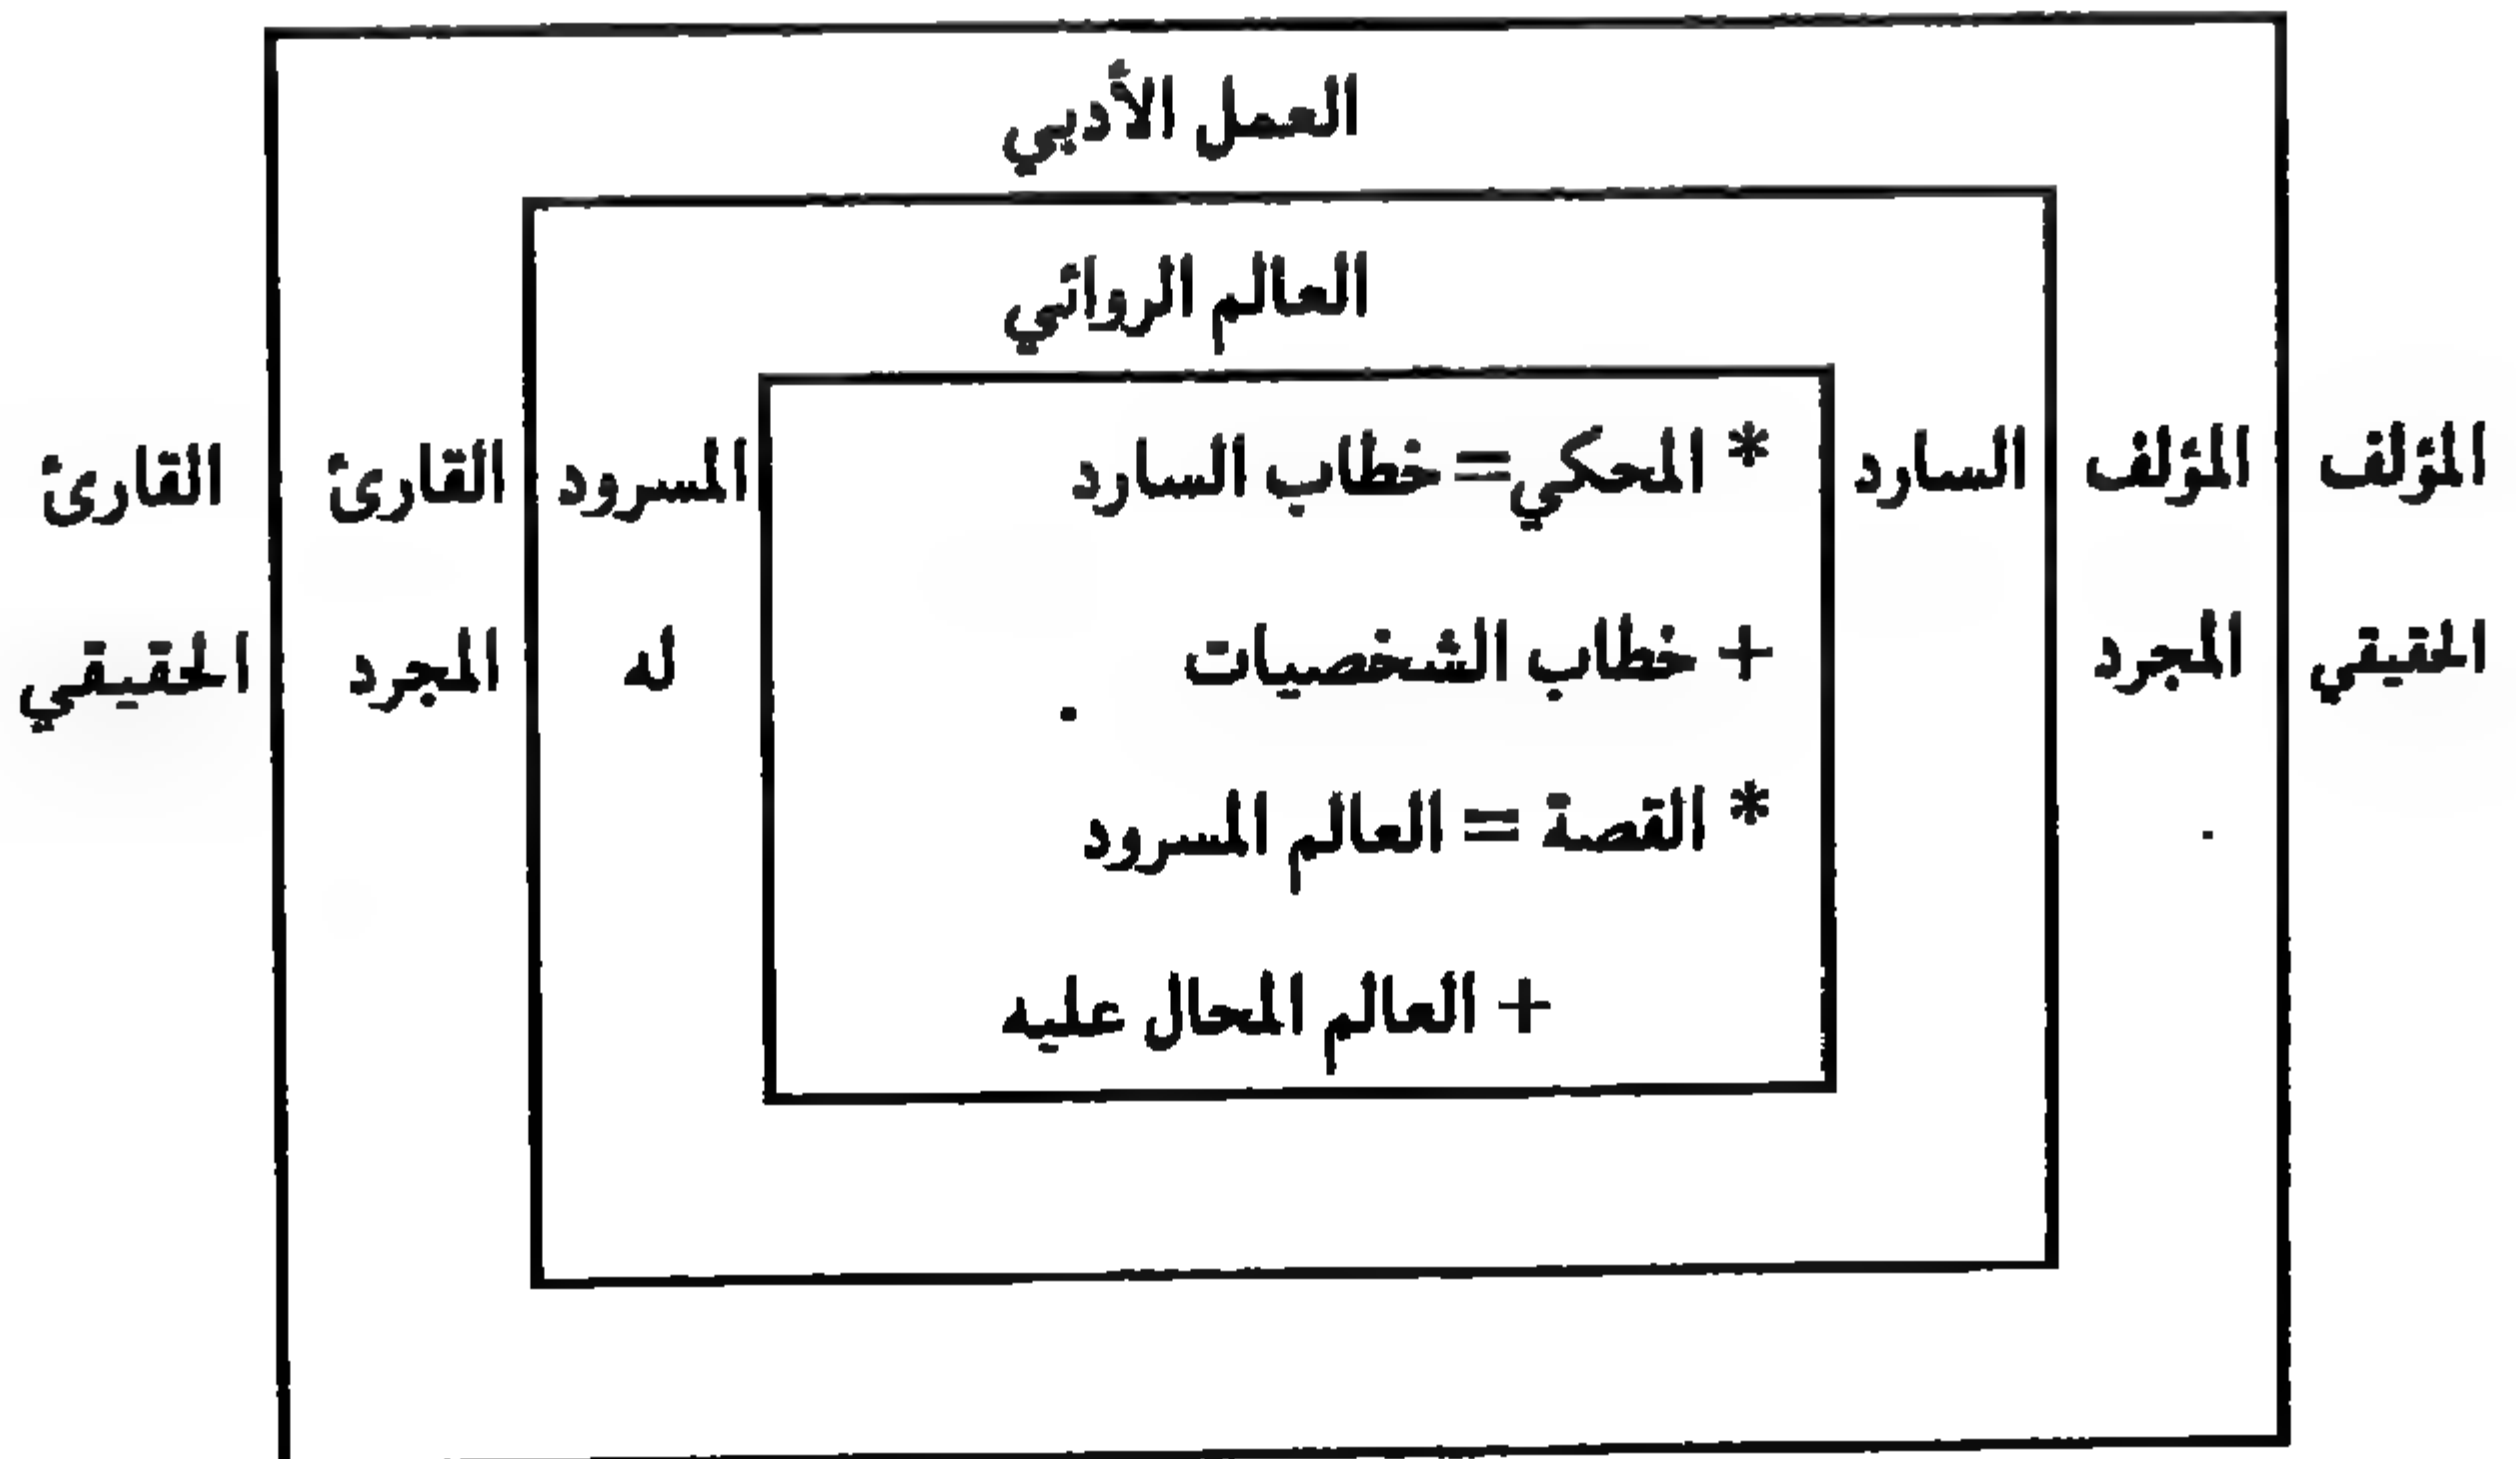 العمل الأدبي
العالم الروائي
المؤلف المؤلف السارد * المحكي= خطاب السارد المسرود القارئ القارئ
الحقيقي المجرد + خطاب الشخصيات له المجرد الحقيقي
* القصة = العالم المسرود
+ العالم المحال عليه